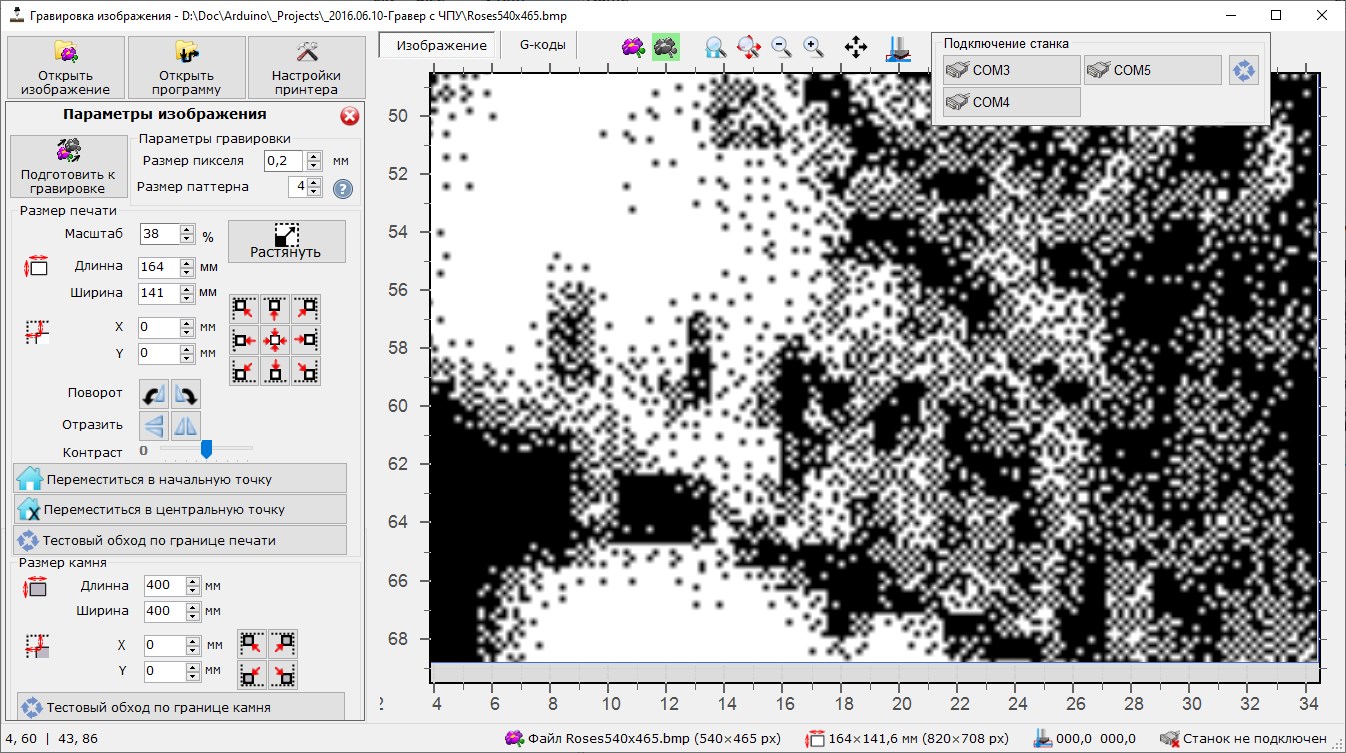 Гравировка изображения - D:\Doc\Arduino\_Projects\_2016.06.10-Гравер с ЧПУ\Roses540x465.bmp
Открыть изображение
Открыть программу
Настройки принтера
Параметры изображения
Подготовить к гравировке
Параметры гравировки
Размер пикселя 0,2 мм
Размер паттерна 4 ?
Размер печати
Масштаб 38 %
Растянуть
Длинна 164 мм
Ширина 141 мм
X 0 мм
Y 0 мм
Поворот
Отразить
Контраст 0
Переместиться в начальную точку
Переместиться в центральную точку
Тестовый обход по границе печати
Размер камня
Длинна 400 мм
Ширина 400 мм
X 0 мм
Y 0 мм
Тестовый обход по границе камня
Изображение G-коды
Подключение станка
COM3 COM5
COM4
50
52
54
56
58
60
62
64
66
68
2 4 6 8 10 12 14 16 18 20 22 24 26 28 30 32 34
4, 60 | 43, 86 Файл Roses540x465.bmp (540×465 px) 164×141,6 мм (820×708 px) 000,0 000,0 Станок не подключен